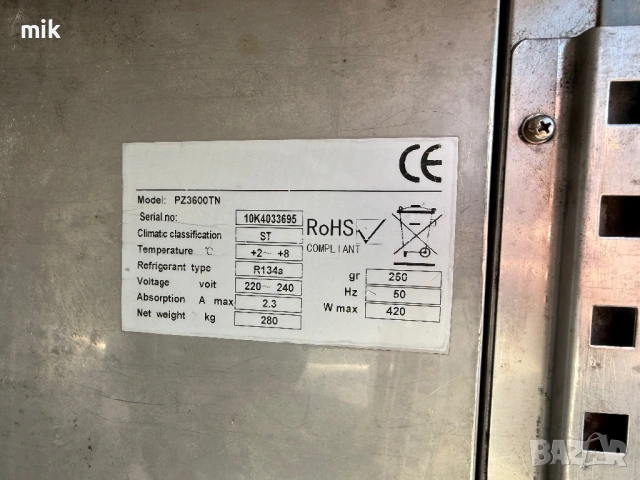 mik
CE
Model: PZ3600TN
Serial no: 10K4033695
Climatic classification ST
Temperature °C +2~ +8
Refrigerant type R134a
Voltage voit 220~ 240
Absorption A max 2.3
Net weight kg 280
RoHS
COMPLIANT
gr 250
Hz 50
W max 420
BAZAR